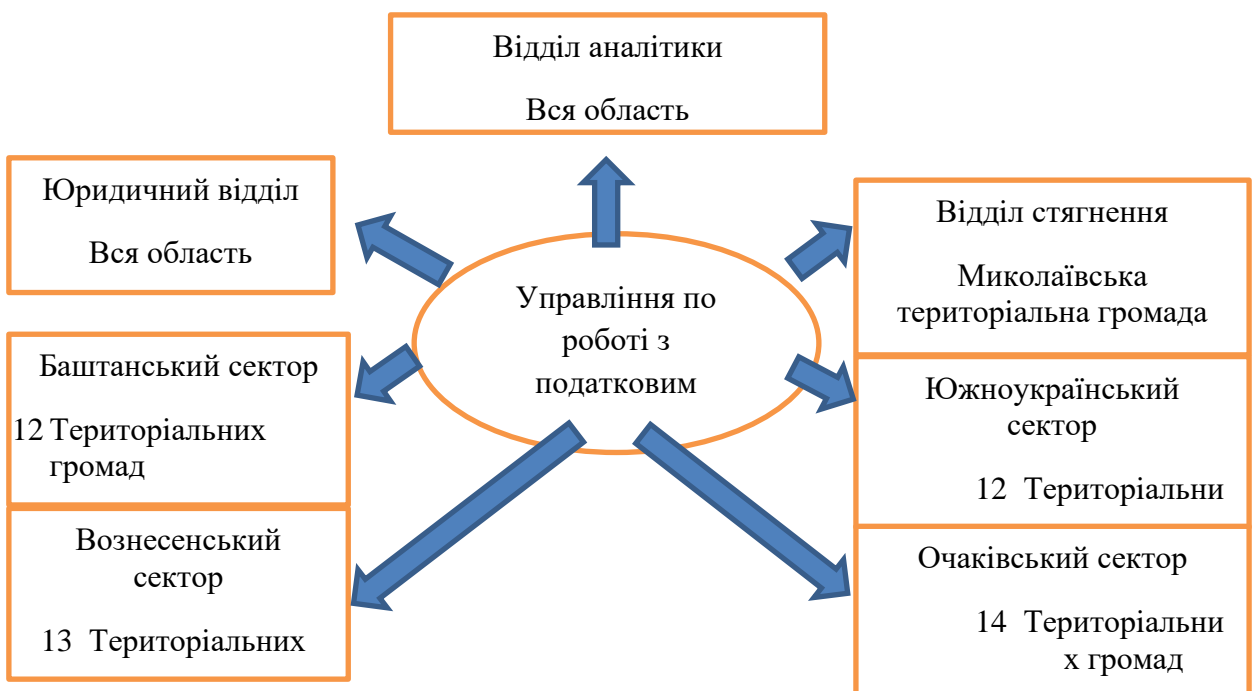 Відділ аналітики
Вся область
Юридичний відділ
Вся область
Відділ стягнення
Миколаївська
територіальна громада
Управління по
роботі з
податковим
Баштанський сектор
12 Територіальних
громад
Южноукраїнський
сектор
12 Територіальни
Вознесенський
сектор
13 Територіальних
Очаківський сектор
14 Територіальни
х громад